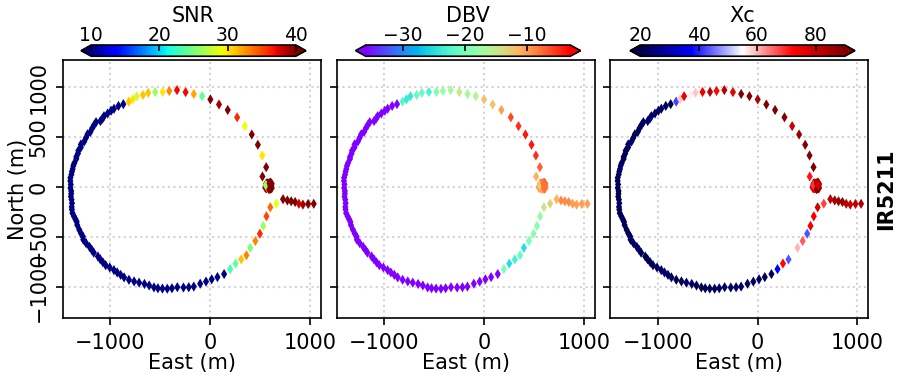 SNR DBV Xc
10 20 30 40 −30 −20 −10 20 40 60 80
1000
500
0
−500
−1000
North (m)
−1000 0 1000 −1000 0 1000 −1000 0 1000
East (m) East (m) East (m)
IR5211